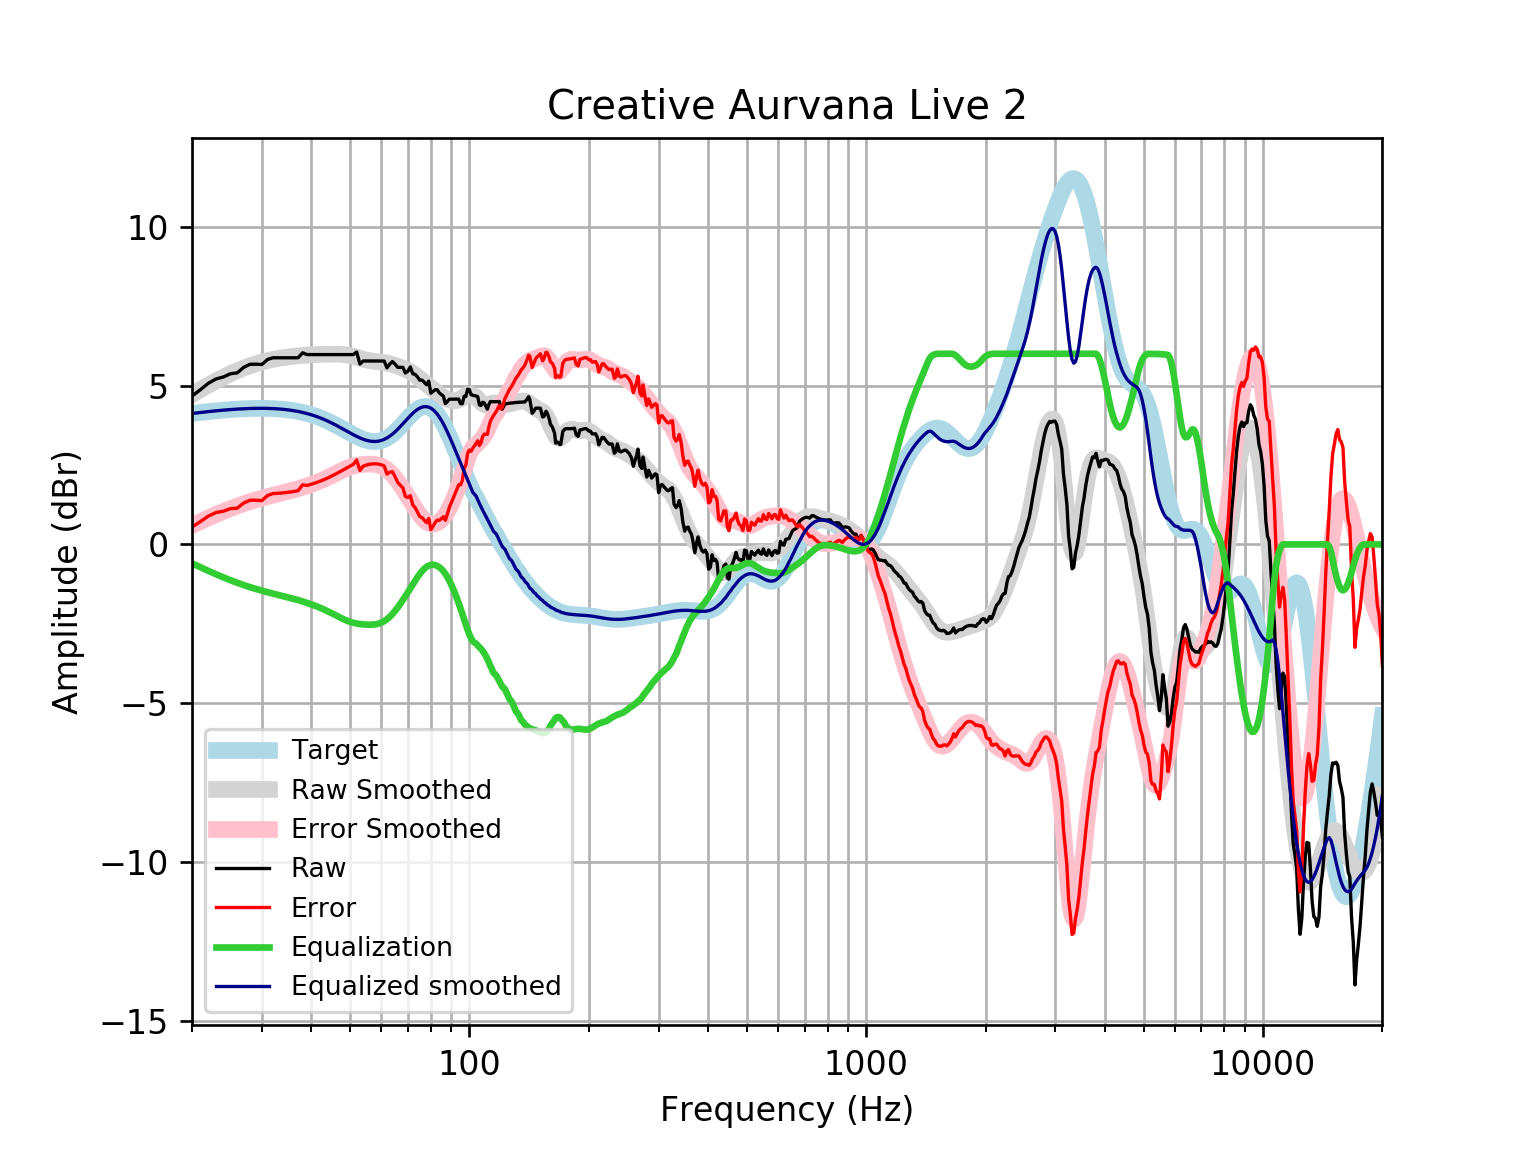 Creative Aurvana Live 2
Amplitude (dBr)
10
5
0
−5
−10
−15
Target
Raw Smoothed
Error Smoothed
Raw
Error
Equalization
Equalized smoothed
100
1000
10000
Frequency (Hz)